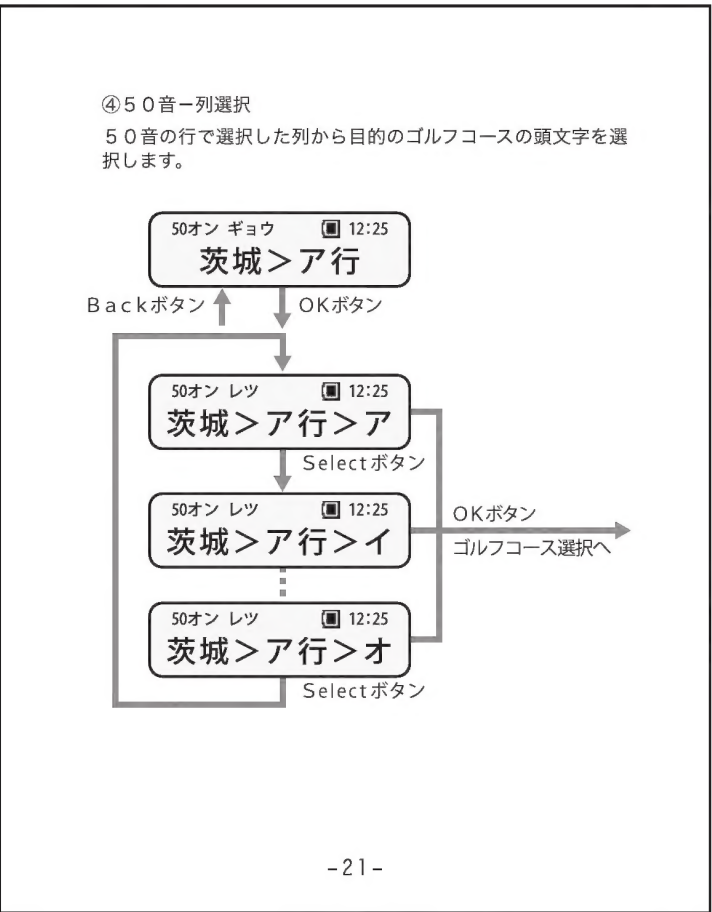 ④５０音ー列選択
５０音の行で選択した列から目的のゴルフコースの頭文字を選
択します。
50オン ギョウ 12:25
茨城＞ア行
Backボタン OKボタン
50オン レツ 12:25
茨城＞ア行＞ア
Selectボタン
50オン レツ 12:25
茨城＞ア行＞イ
OKボタン
ゴルフコース選択へ
50オン レツ 12:25
茨城＞ア行＞オ
Selectボタン
－21－